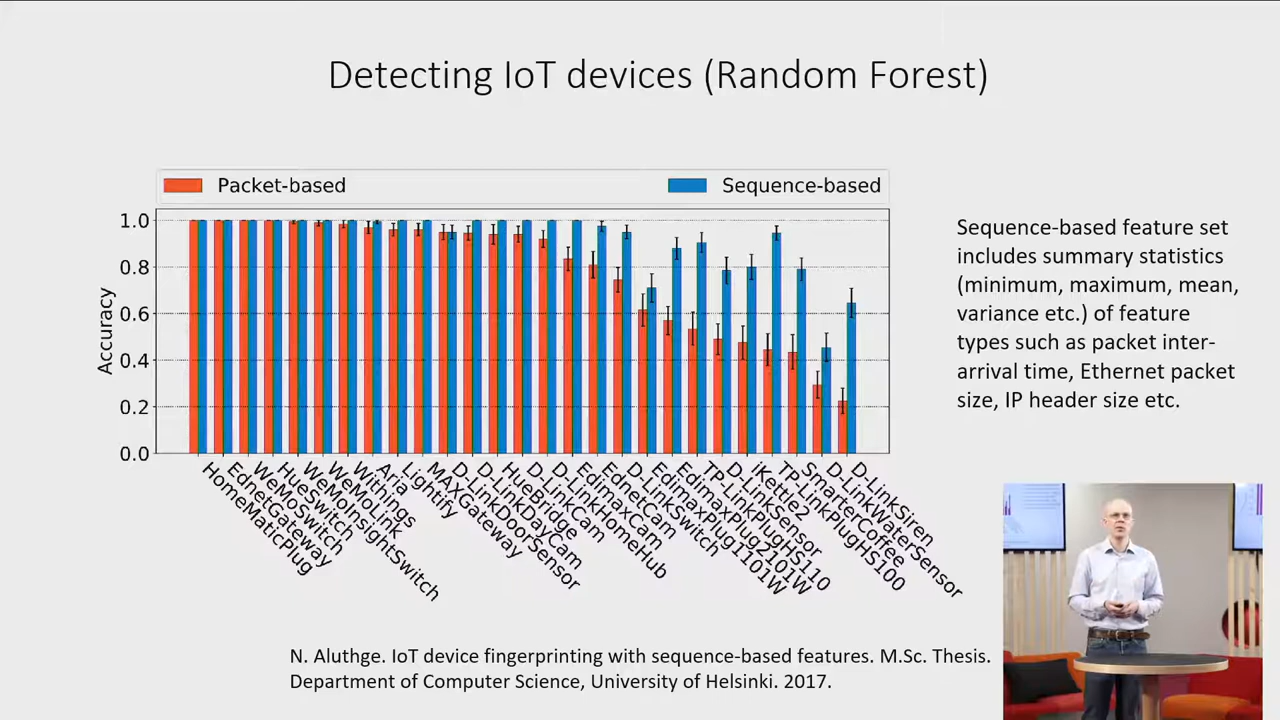 Detecting IoT devices (Random Forest)
Packet-based
Sequence-based
Accuracy
1.0
0.8
0.6
0.4
0.2
0.0
HomeMaticPlug
EdnetGateway
WeMoSwitch
HueSwitch
WeMoInsightSwitch
WeMoLink
Withings
Aria
Lightify
MAXGateway
D-LinkDoorSensor
D-LinkDayCam
HueBridge
D-LinkCam
D-LinkHomeHub
EdimaxCam
EdnetCam
D-LinkSwitch
EdimaxPlug1101W
EdimaxPlug2101W
TP-LinkPlugHS110
D-LinkSensor
iKettle2
TP-LinkPlugHS100
SmarterCoffee
D-LinkWaterSensor
D-LinkSiren
Sequence-based feature set
includes summary statistics
(minimum, maximum, mean,
variance etc.) of feature
types such as packet inter-
arrival time, Ethernet packet
size, IP header size etc.
N. Aluthge. IoT device fingerprinting with sequence-based features. M.Sc. Thesis.
Department of Computer Science, University of Helsinki. 2017.